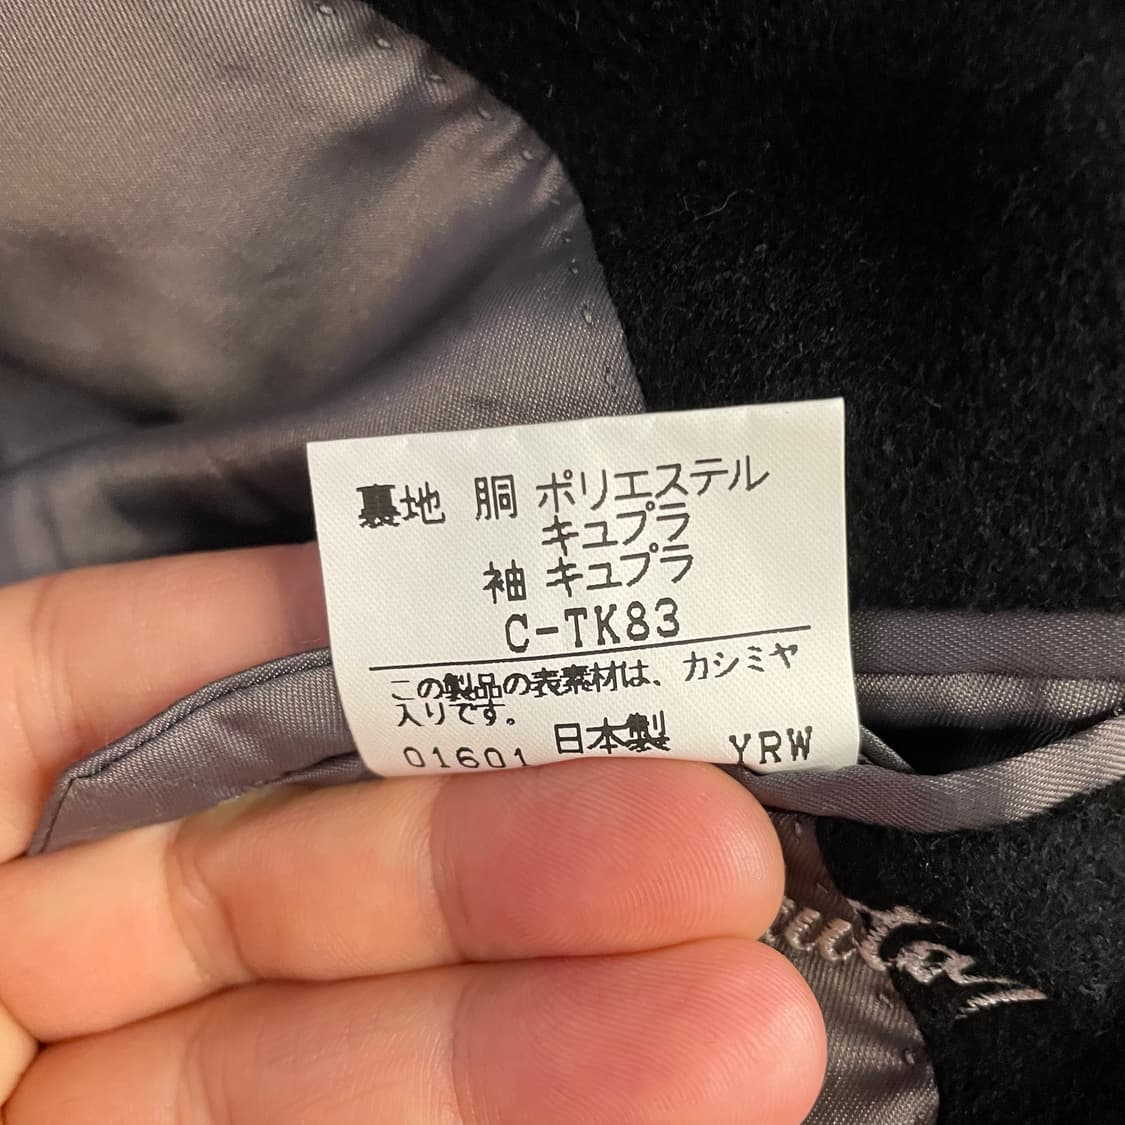 裏地 胴 ポリエステル
キュプラ
袖 キュプラ
C-TK83
この製品の表素材は、カシミヤ
入りです。
01601 日本製 YRW